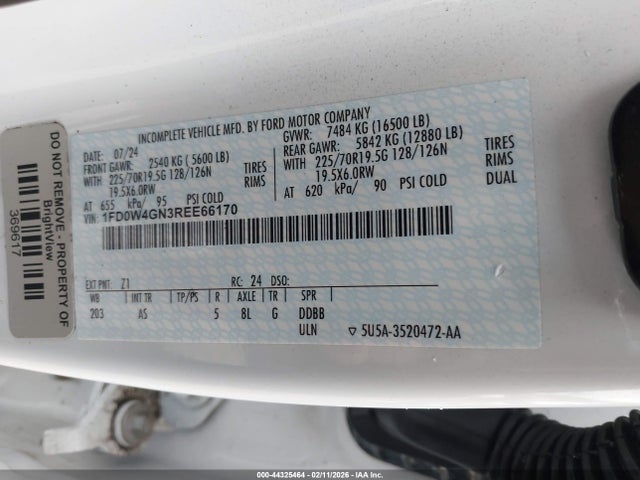 INCOMPLETE VEHICLE MFD. BY FORD MOTOR COMPANY
DATE: 07/24 GVWR: 7484 KG (16500 LB)
FRONT GAWR: 2540 KG ( 5600 LB) REAR GAWR: 5842 KG (12880 LB)
WITH 225/70R19.5G 128/126N TIRES WITH 225/70R19.5G 128/126N TIRES
19.5X6.0RW RIMS 19.5X6.0RW RIMS
AT 655 kPa/ 95 PSI COLD AT 620 kPa/ 90 PSI COLD DUAL
VIN: 1FD0W4GN3REE66170
EXT PNT: Z1 RC: 24 DSO:
WB INT TR TP/PS R AXLE TR SPR
203 AS 5 8L G DDBB
ULN 5U5A-3520472-AA
DO NOT REMOVE - PROPERTY OF
BrightView
369617
000-44325464 - 02/11/2026 - IAA Inc.